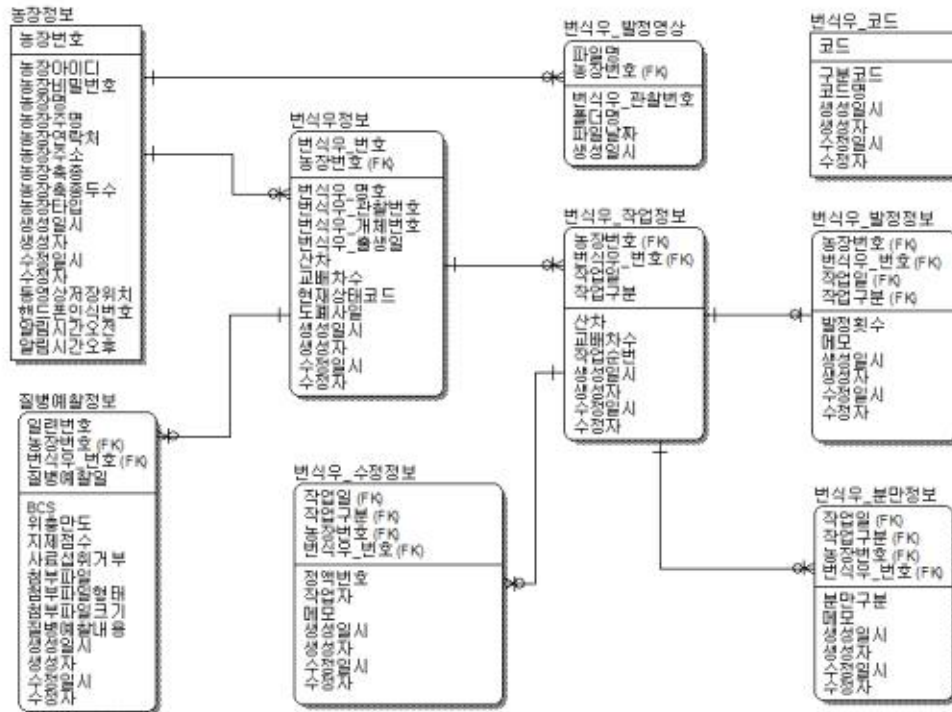 농장정보
농장번호
농장아이디
농장비밀번호
농장명
농장주명
농장연락처
농장주소
농장축종
농장축종두수
농장타입
생성일시
생성자
수정일시
수정자
동영상저장위치
핸드폰인식번호
알림시간오전
알림시간오후
번식우_발정영상
파일명
농장번호 (FK)
번식우_관찰번호
폴더명
파일날짜
생성일시
번식우_코드
코드
구분코드
코드명
생성일시
생성자
수정일시
수정자
번식우정보
번식우_번호
농장번호 (FK)
번식우_명호
번식우_관찰번호
번식우_개체번호
번식우_출생일
산차
교배차수
현재상태코드
도폐사일
생성일시
생성자
수정일시
수정자
번식우_작업정보
농장번호 (FK)
번식우_번호 (FK)
작업일
작업구분
산차
교배차수
작업순번
생성일시
생성자
수정일시
수정자
번식우_발정정보
농장번호 (FK)
번식우_번호 (FK)
작업일 (FK)
작업구분 (FK)
발정횟수
메모
생성일시
생성자
수정일시
수정자
질병예찰정보
일련번호
농장번호 (FK)
번식우_번호 (FK)
질병예찰일
BCS
위충만도
지제점수
사료섭취거부
첨부파일
첨부파일형태
첨부파일크기
질병예찰내용
생성일시
생성자
수정일시
수정자
번식우_수정정보
작업일 (FK)
작업구분 (FK)
농장번호 (FK)
번식우_번호 (FK)
정액번호
작업자
메모
생성일시
생성자
수정일시
수정자
번식우_분만정보
작업일 (FK)
작업구분 (FK)
농장번호 (FK)
번식우_번호 (FK)
분만구분
메모
생성일시
생성자
수정일시
수정자